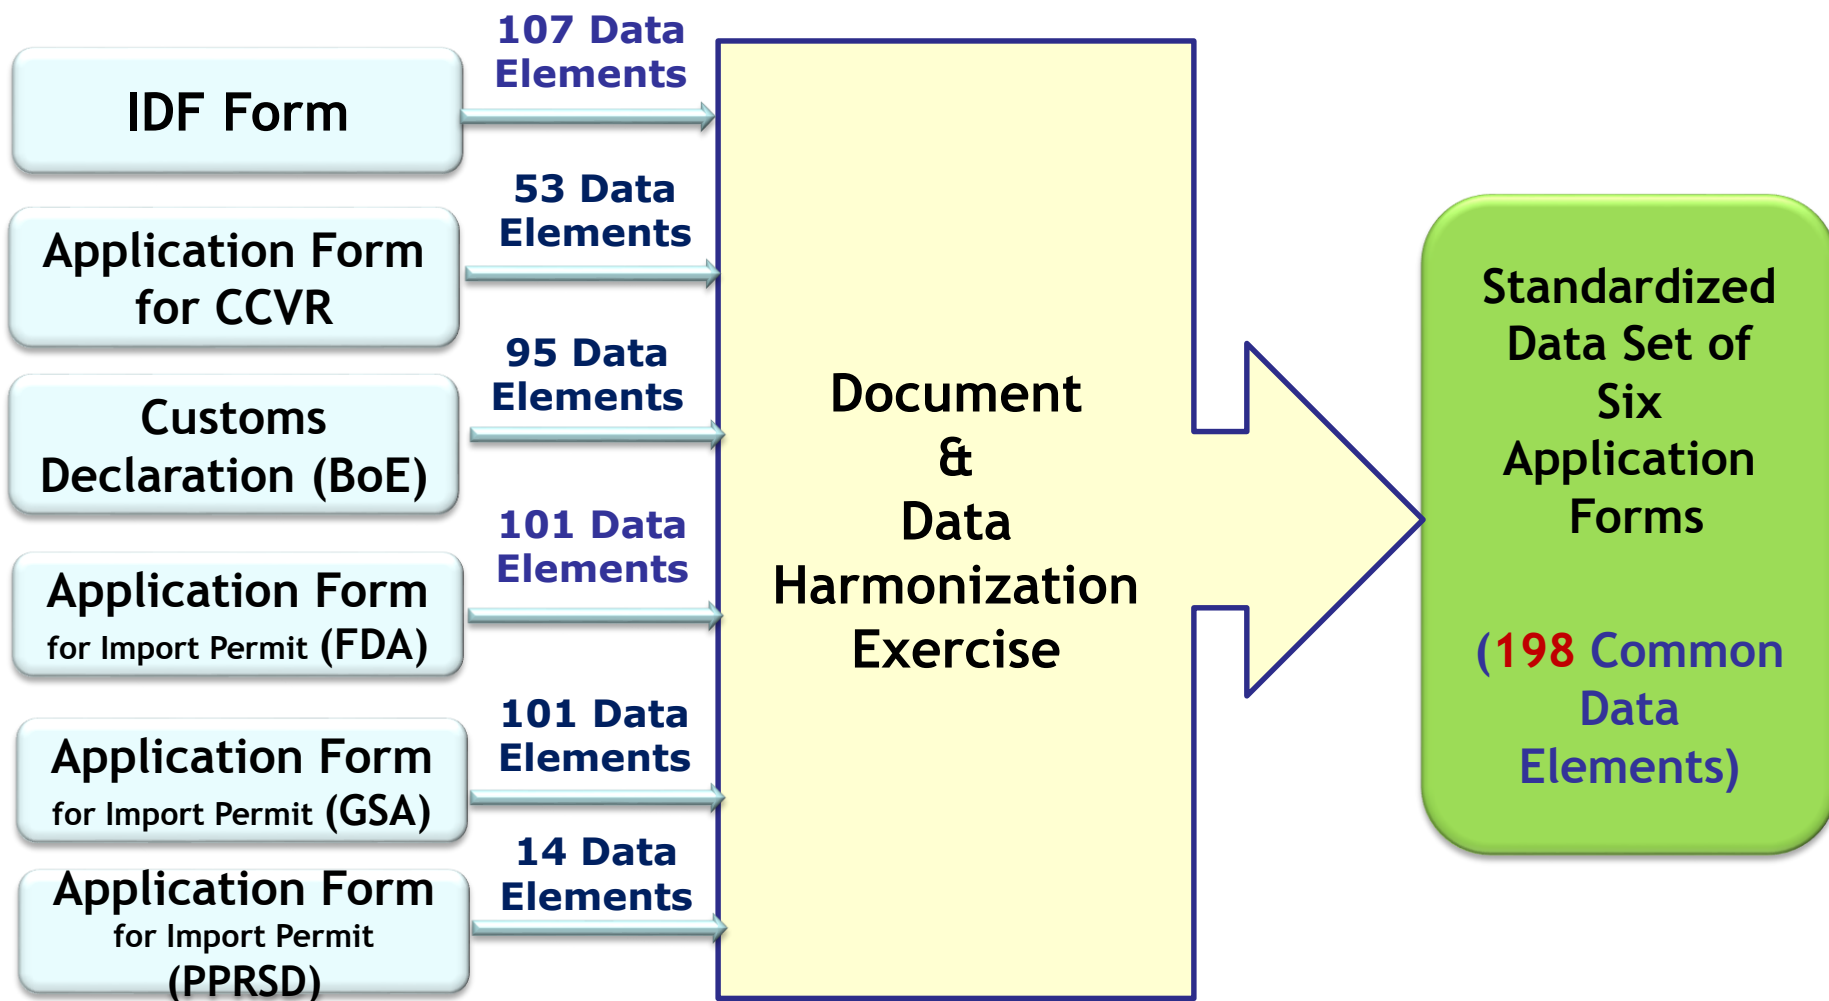 107 Data
Elements
IDF Form
53 Data
Elements
Application Form
for CCVR
95 Data
Elements
Customs
Declaration (BoE)
101 Data
Elements
Application Form
for Import Permit (FDA)
101 Data
Elements
Application Form
for Import Permit (GSA)
14 Data
Elements
Application Form
for Import Permit
(PPRSD)
Document
&
Data
Harmonization
Exercise
Standardized
Data Set of
Six
Application
Forms
(198 Common
Data
Elements)